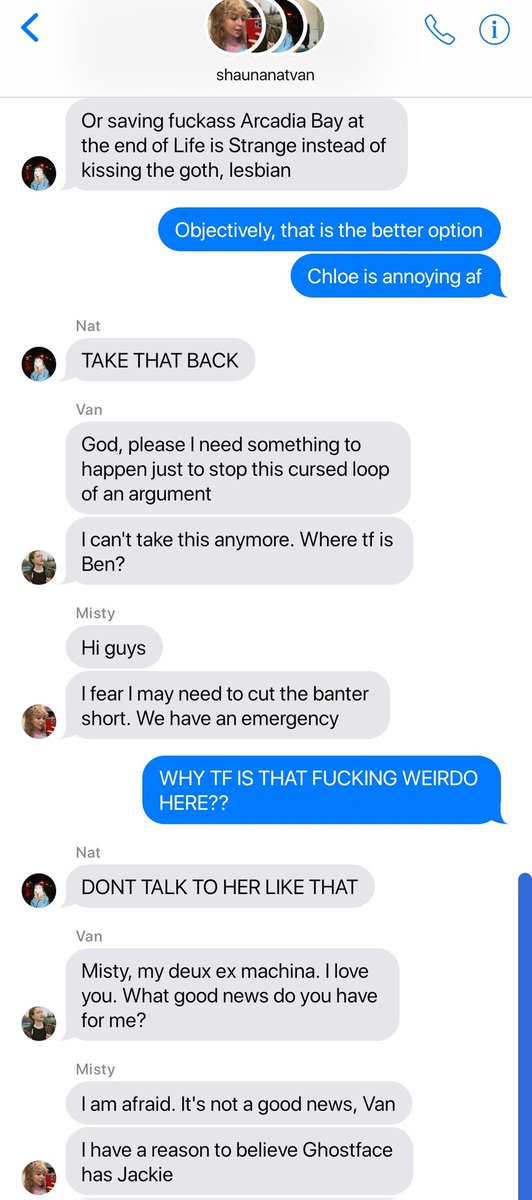 shaunanatvan
Or saving fuckass Arcadia Bay at
the end of Life is Strange instead of
kissing the goth, lesbian
Objectively, that is the better option
Chloe is annoying af
Nat
TAKE THAT BACK
Van
God, please I need something to
happen just to stop this cursed loop
of an argument
I can't take this anymore. Where tf is
Ben?
Misty
Hi guys
I fear I may need to cut the banter
short. We have an emergency
WHY TF IS THAT FUCKING WEIRDO
HERE??
Nat
DONT TALK TO HER LIKE THAT
Van
Misty, my deux ex machina. I love
you. What good news do you have
for me?
Misty
I am afraid. It's not a good news, Van
I have a reason to believe Ghostface
has Jackie